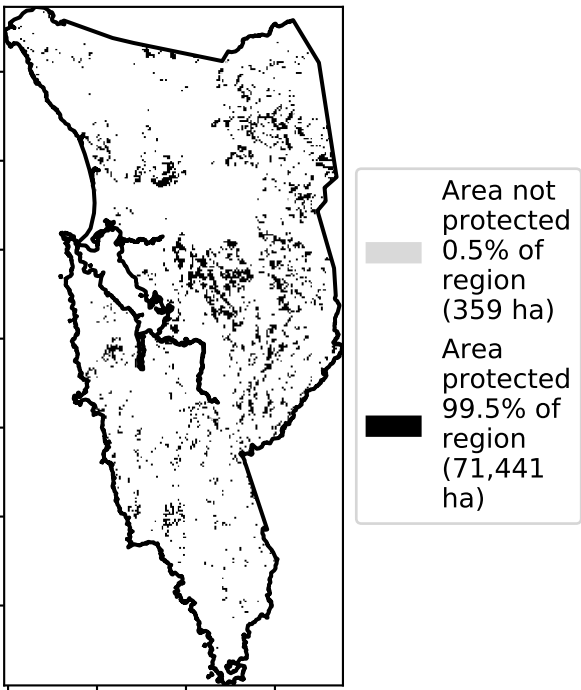 Area not
protected
0.5% of
region
(359 ha)
Area
protected
99.5% of
region
(71,441
ha)